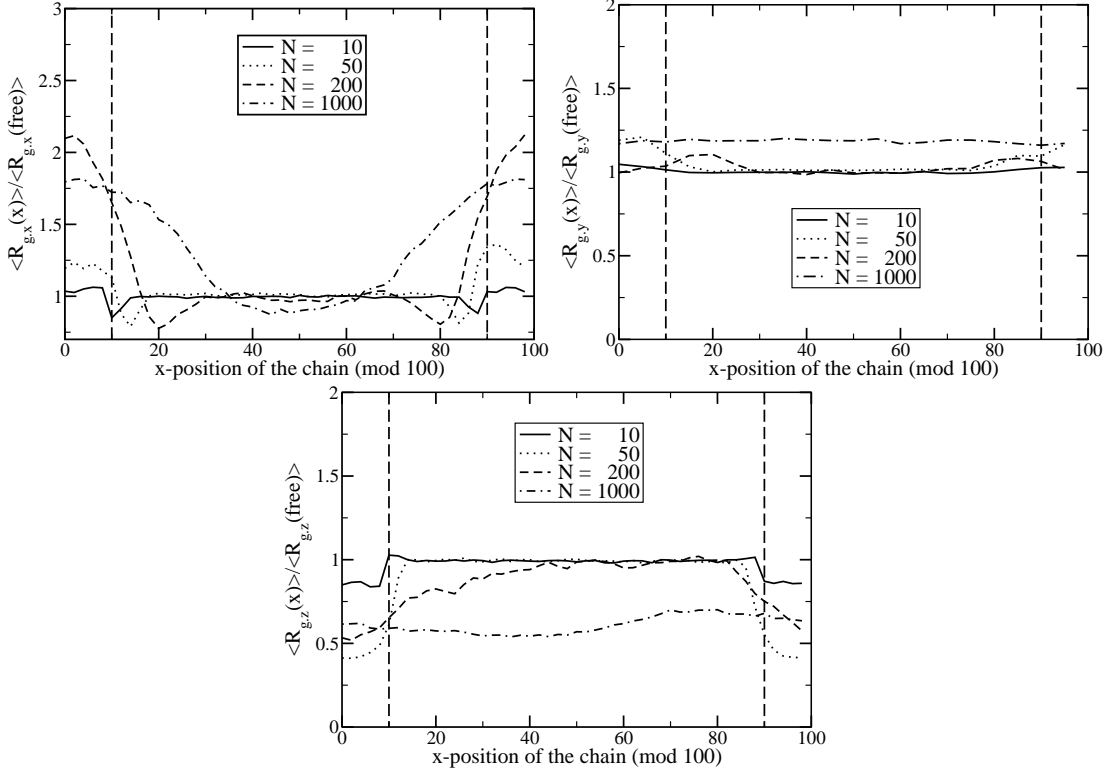 <R_g,x(x)>/<R_g,x(free)>
3
2.5
2
1.5
1
0 20 40 60 80 100
x-position of the chain (mod 100)
N = 10
N = 50
N = 200
N = 1000
<R_g,y(x)>/<R_g,y(free)>
2
1.5
1
0.5
0
0 20 40 60 80 100
x-position of the chain (mod 100)
N = 10
N = 50
N = 200
N = 1000
<R_g,z(x)>/<R_g,z(free)>
2
1.5
1
0.5
0
0 20 40 60 80 100
x-position of the chain (mod 100)
N = 10
N = 50
N = 200
N = 1000